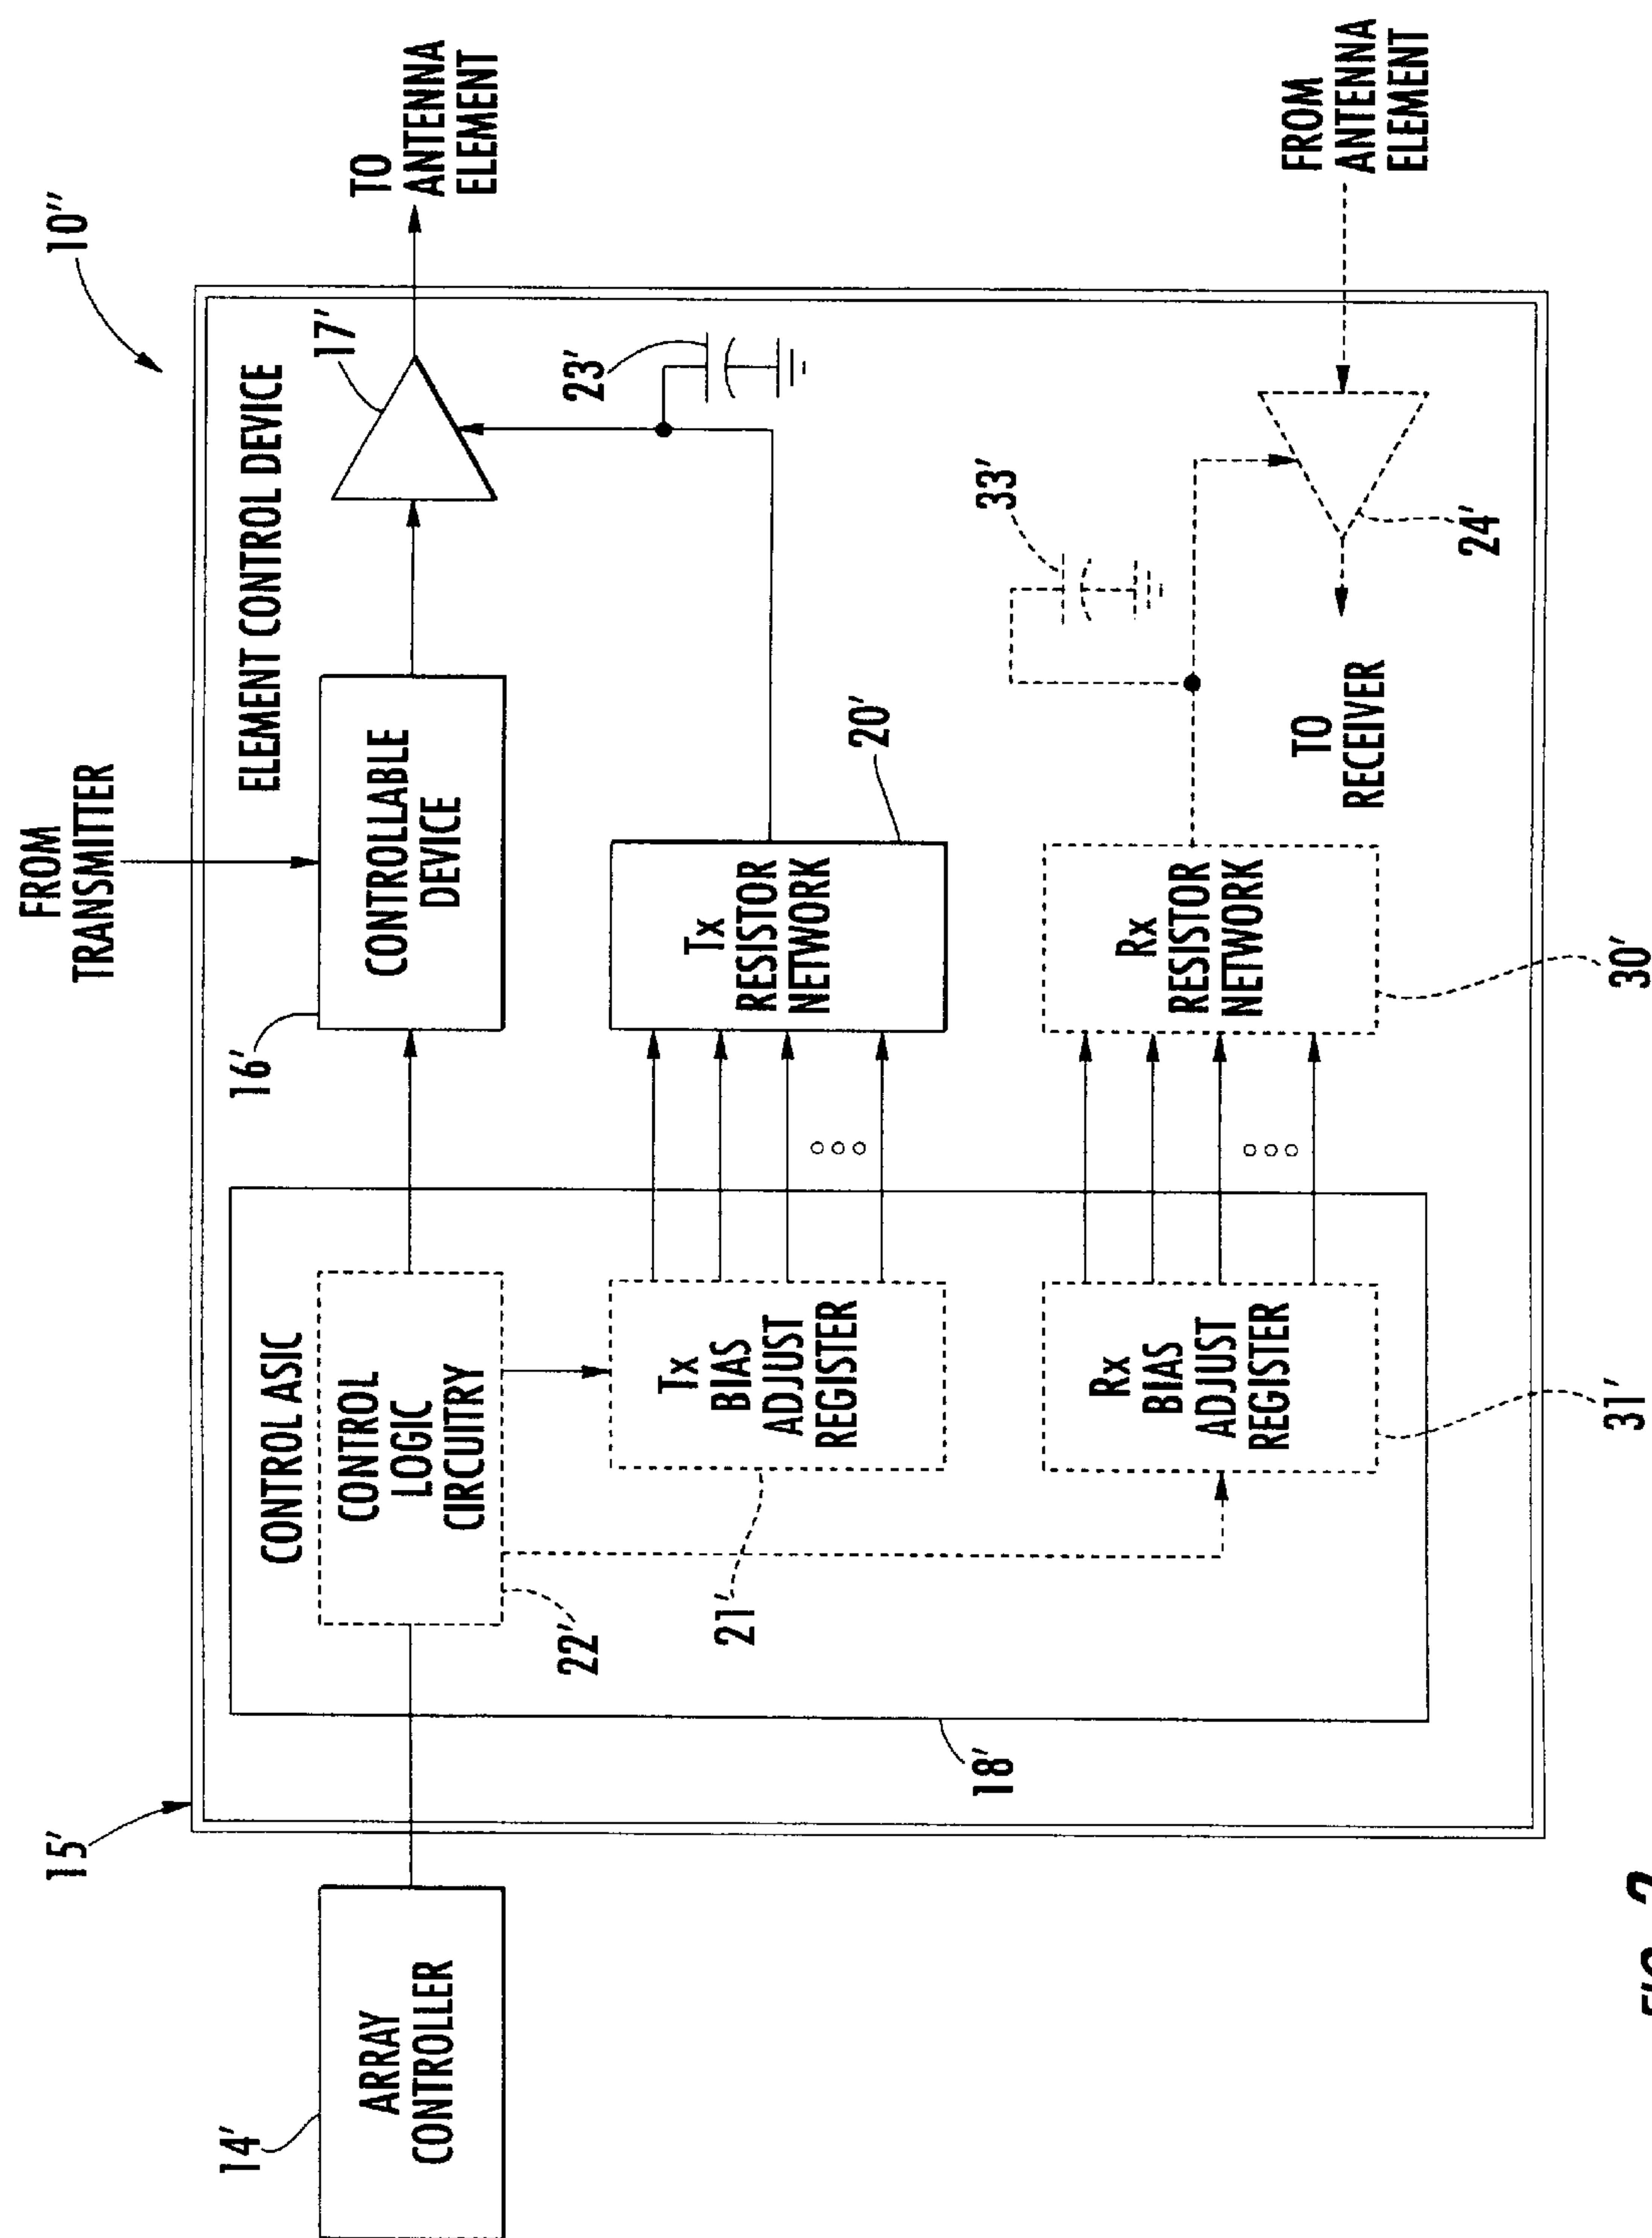 10″
FROM
TRANSMITTER
TO
ANTENNA
ELEMENT
15′
ELEMENT CONTROL DEVICE
14′
ARRAY
CONTROLLER
CONTROL ASIC
CONTROL
LOGIC
CIRCUITRY
22′
16′
CONTROLLABLE
DEVICE
17′
23′
Tx
BIAS
ADJUST
REGISTER
21′
Tx
RESISTOR
NETWORK
20′
33′
Rx
BIAS
ADJUST
REGISTER
31′
Rx
RESISTOR
NETWORK
30′
TO
RECEIVER
24′
FROM
ANTENNA
ELEMENT
18′